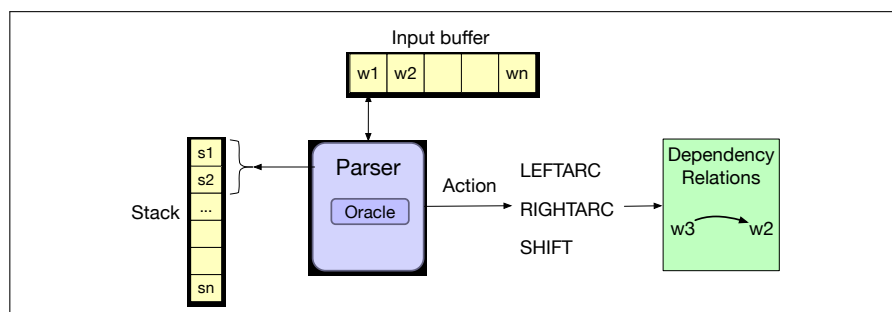 Input buffer
w1 w2 wn
s1
s2
...
sn
Stack
Parser
Oracle
Action
LEFTARC
RIGHTARC
SHIFT
Dependency
Relations
w3 w2